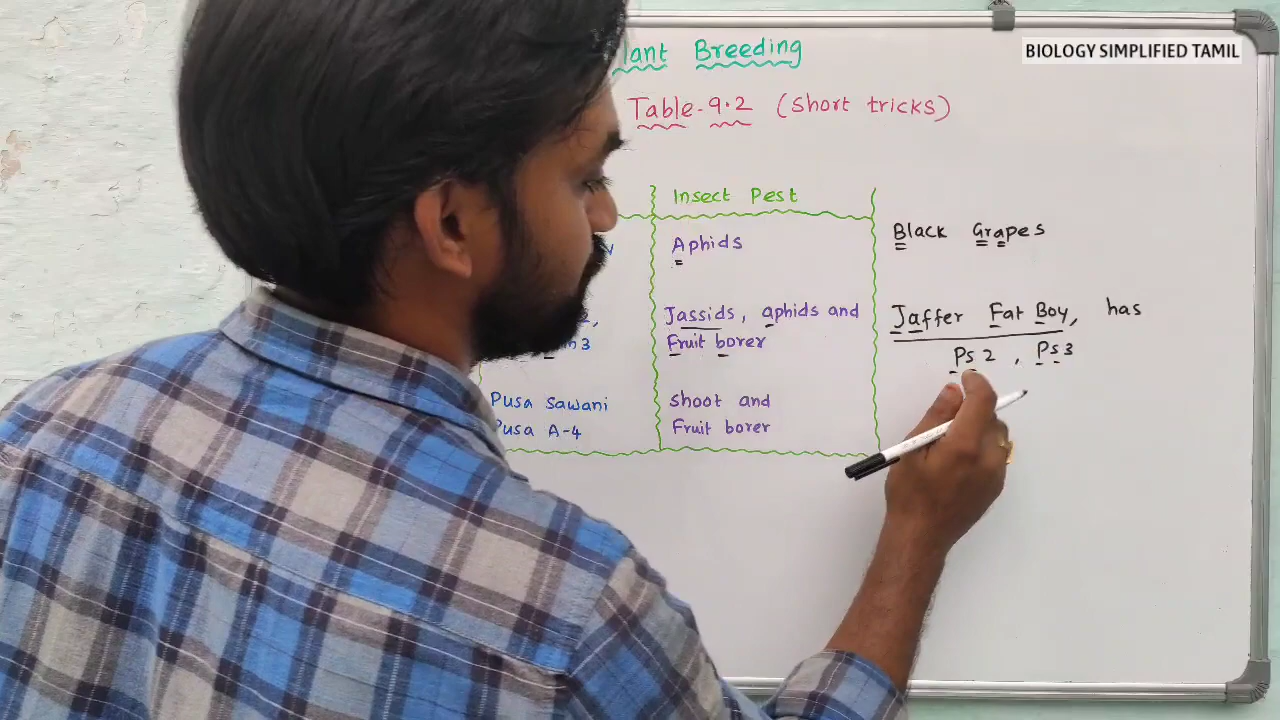 BIOLOGY SIMPLIFIED TAMIL
lant Breeding
Table-9.2 (Short tricks)
Insect Pest
Aphids
Black Grapes
Jassids, aphids and
Fruit borer
Jaffer Fat Boy, has
Ps 2, Ps 3
Pusa Sawani
Pusa A-4
shoot and
Fruit borer